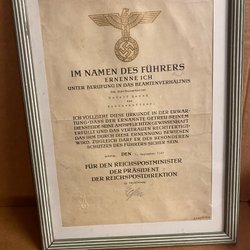 IM NAMEN DES FÜHRERS
ERNENNE ICH
UNTER BERUFUNG IN DAS BEAMTENVERHÄLTNIS
ICH VOLLZIEHE DIESE URKUNDE IN DER ERWAR-
TUNG DASS DER ERNANNTE GETREU SEINEM
DIENSTEIDE SEINE AMTSPFLICHTEN GEWISSENHAFT
ERFÜLLE UND DAS VERTRAUEN RECHTFERTIGT
DAS IHM DURCH DIESE ERNENNUNG BEWIESEN
WIRD. ZUGLEICH DARF ER DES BESONDEREN
SCHUTZES DES FÜHRERS SICHER SEIN.
DEN
FÜR DEN REICHSPOSTMINISTER
DER PRÄSIDENT
DER REICHSPOSTDIREKTION